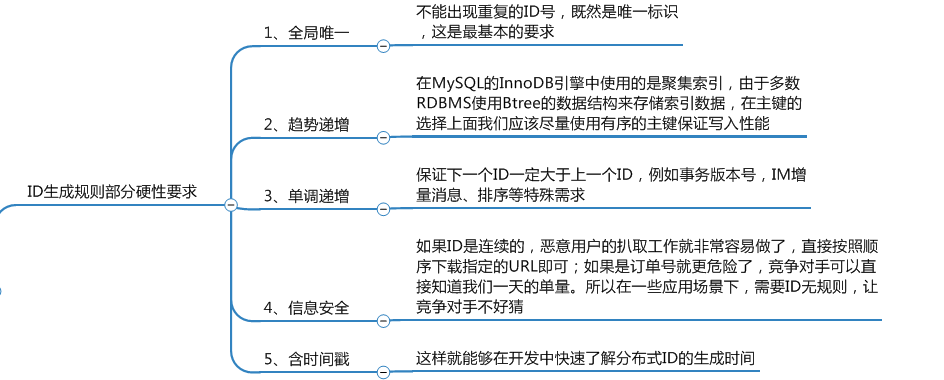 ID生成规则部分硬性要求
1、全局唯一
不能出现重复的ID号，既然是唯一标识
，这是最基本的要求
2、趋势递增
在MySQL的InnoDB引擎中使用的是聚集索引，由于多数
RDBMS使用Btree的数据结构来存储索引数据，在主键的
选择上面我们应该尽量使用有序的主键保证写入性能
3、单调递增
保证下一个ID一定大于上一个ID，例如事务版本号，IM增
量消息、排序等特殊需求
4、信息安全
如果ID是连续的，恶意用户的扒取工作就非常容易做了，直接按照顺
序下载指定的URL即可；如果是订单号就更危险了，竞争对手可以直
接知道我们一天的单量。所以在一些应用场景下，需要ID无规则，让
竞争对手不好猜
5、含时间戳
这样就能够在开发中快速了解分布式ID的生成时间